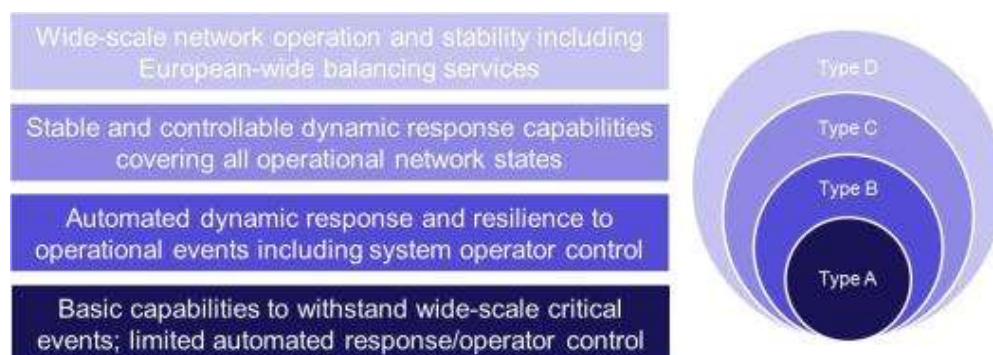 Wide-scale network operation and stability including
European-wide balancing services
Stable and controllable dynamic response capabilities
covering all operational network states
Automated dynamic response and resilience to
operational events including system operator control
Basic capabilities to withstand wide-scale critical
events; limited automated response/operator control
Type D
Type C
Type B
Type A